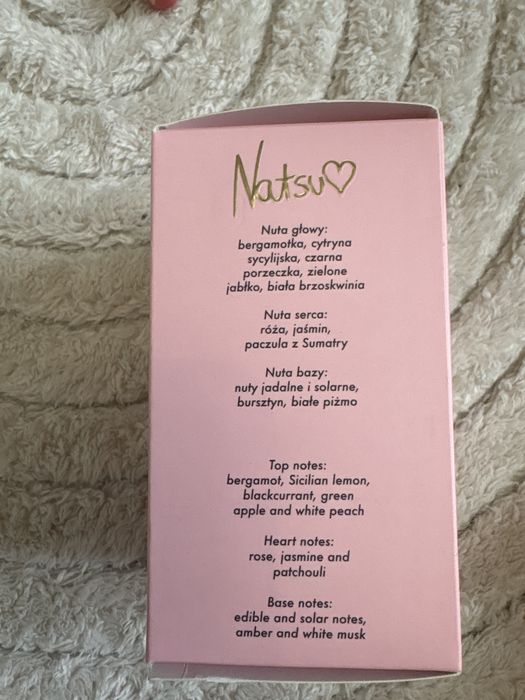 Natsu♡
Nuta głowy:
bergamotka, cytryna
sycylijska, czarna
porzeczka, zielone
jabłko, biała brzoskwinia
Nuta serca:
róża, jaśmin,
paczula z Sumatry
Nuta bazy:
nuty jadalne i solarne,
bursztyn, białe piżmo
Top notes:
bergamot, Sicilian lemon,
blackcurrant, green
apple and white peach
Heart notes:
rose, jasmine and
patchouli
Base notes:
edible and solar notes,
amber and white musk